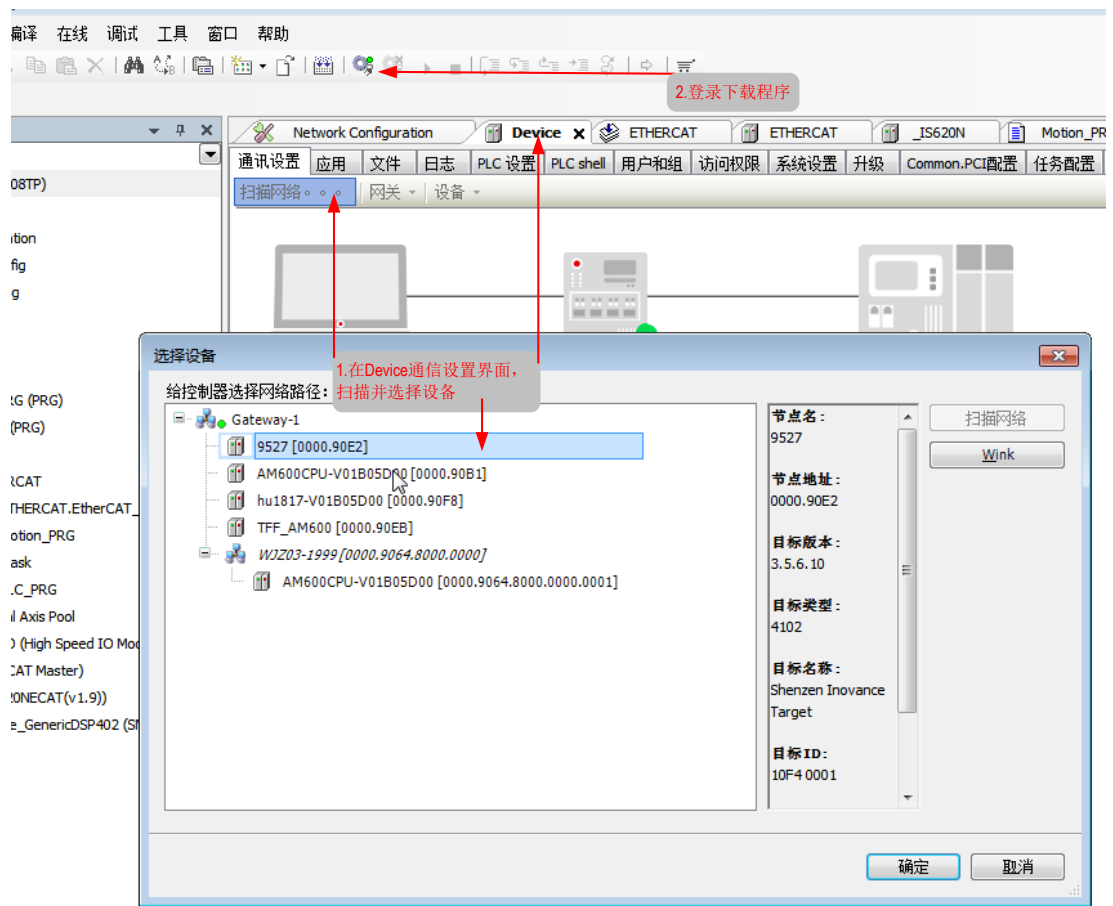 编译 在线 调试 工具 窗口 帮助
2.登录下载程序
Network Configuration Device ETHERCAT ETHERCAT _IS620N Motion_PR
通讯设置 应用 文件 日志 PLC 设置 PLC shell 用户和组 访问权限 系统设置 升级 Common.PCI配置 任务配置
08TP)
扫描网络。。。 网关 设备
tion
fig
g
选择设备
1.在Device通信设置界面，
扫描并选择设备
给控制器选择网络路径：
:G (PRG)
(PRG)
Gateway-1
9527 [0000.90E2]
AM600CPU-V01B05D00 [0000.90B1]
hu1817-V01B05D00 [0000.90F8]
TFF_AM600 [0000.90EB]
WJZ03-1999 [0000.9064.8000.0000]
AM600CPU-V01B05D00 [0000.9064.8000.0000.0001]
节点名：
9527
节点地址：
0000.90E2
目标版本：
3.5.6.10
目标类型：
4102
目标名称：
Shenzen Inovance
Target
目标ID：
10F4 0001
扫描网络
Wink
CAT
THERCAT.EtherCAT_
otion_PRG
ask
.C_PRG
al Axis Pool
O (High Speed IO Mod
CAT Master)
20NECAT(v1.9))
e_GenericDSP402 (SM
确定 取消